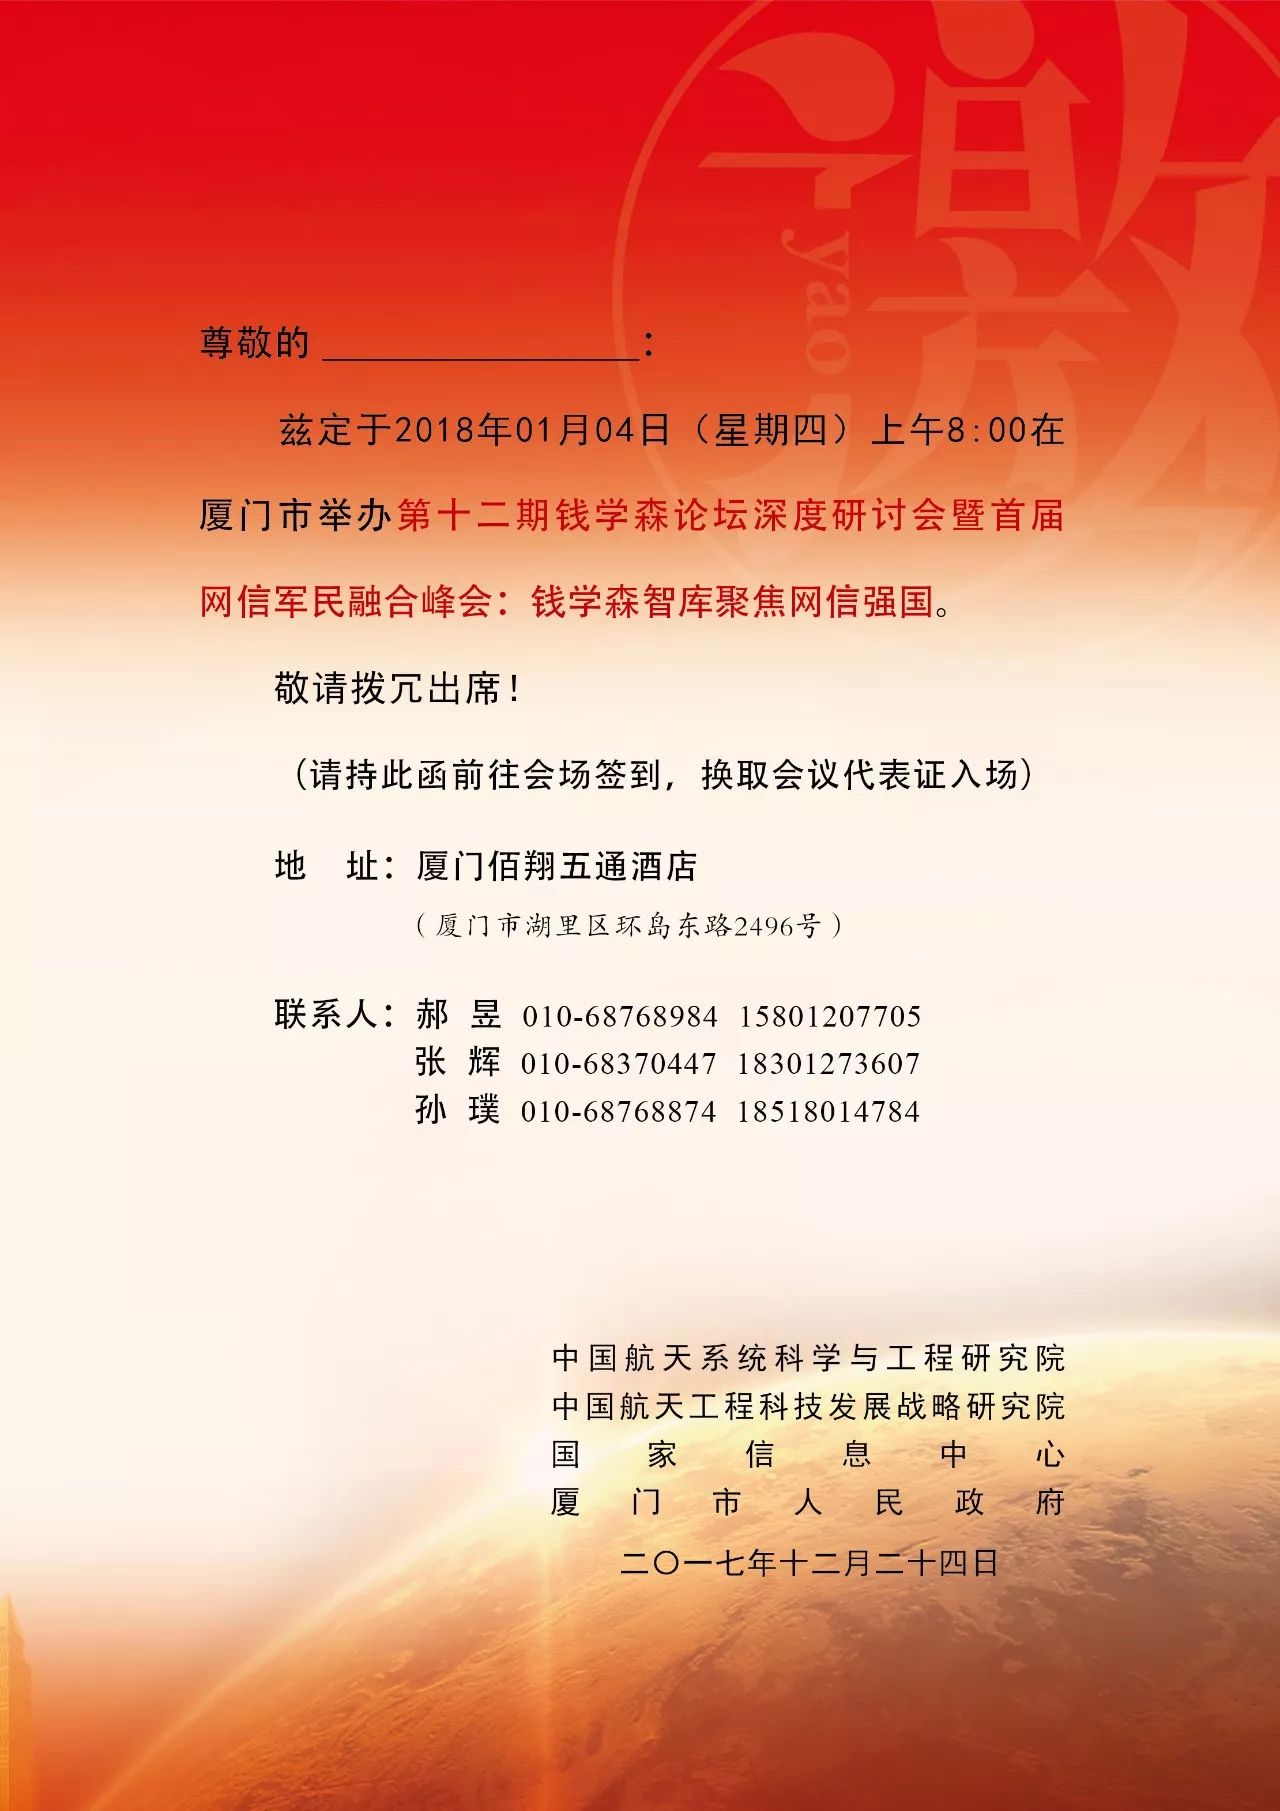 邀
yao
尊敬的 ________________：
兹定于2018年01月04日（星期四）上午8:00在
厦门市举办第十二期钱学森论坛深度研讨会暨首届
网信军民融合峰会：钱学森智库聚焦网信强国。
敬请拨冗出席！
（请持此函前往会场签到，换取会议代表证入场）
地 址：厦门佰翔五通酒店
（厦门市湖里区环岛东路2496号）
联系人：郝 昱 010-68768984 15801207705
张 辉 010-68370447 18301273607
孙 璞 010-68768874 18518014784
中国航天系统科学与工程研究院
中国航天工程科技发展战略研究院
国家信息中心
厦门市人民政府
二〇一七年十二月二十四日